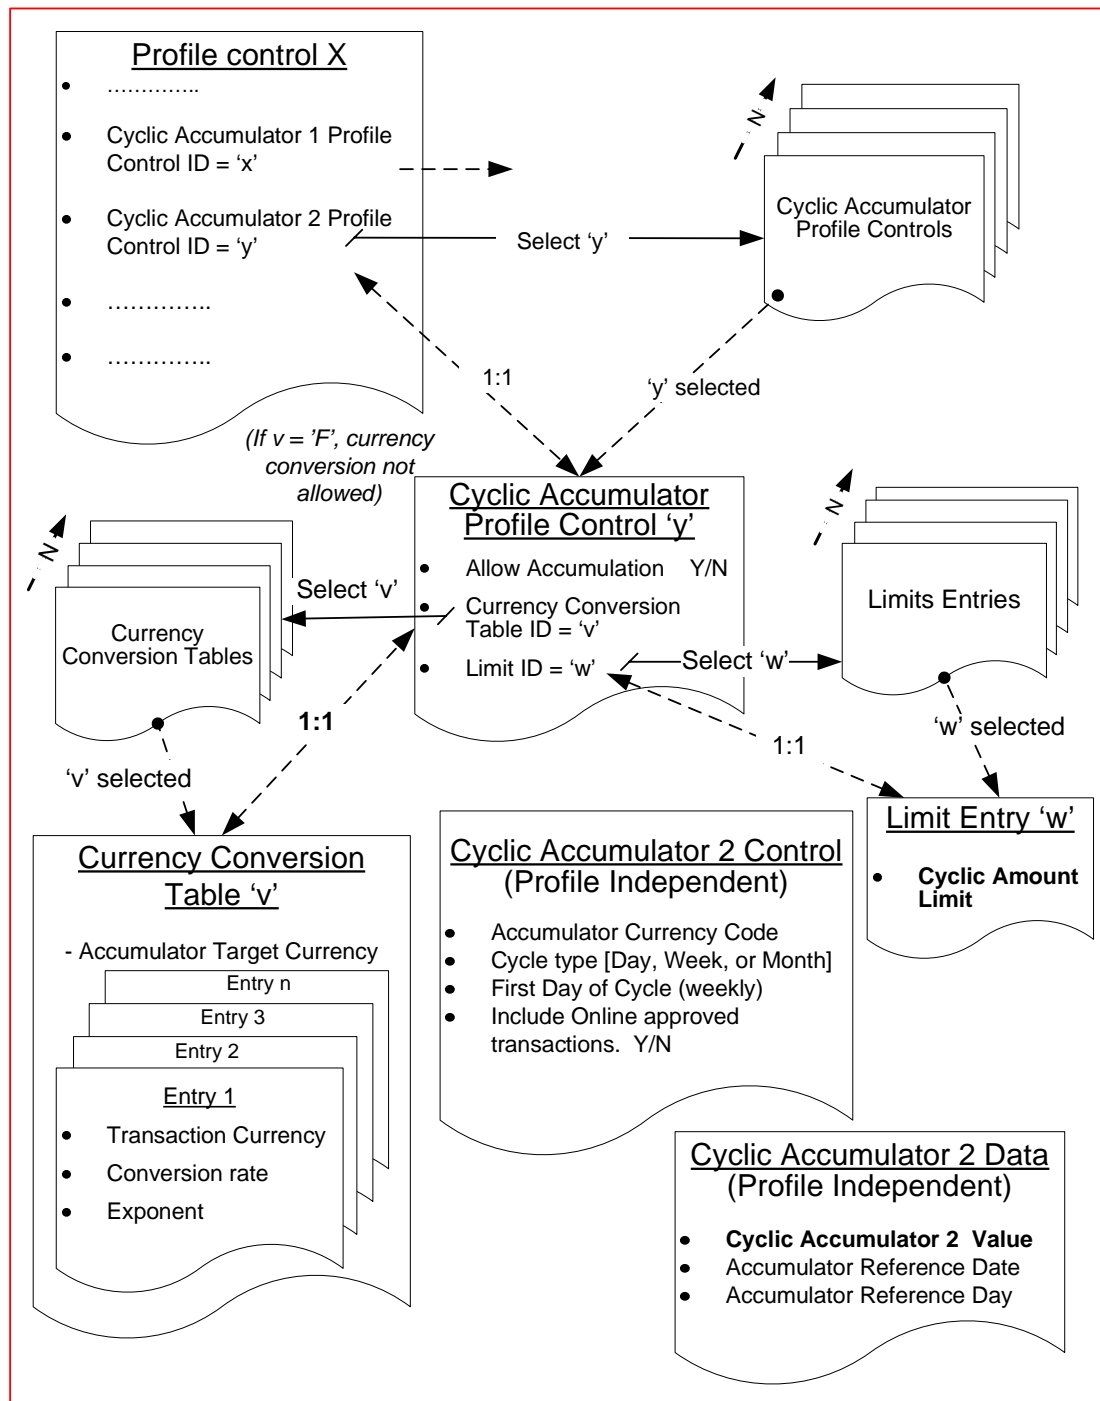 Profile control X
• …………..
• Cyclic Accumulator 1 Profile
Control ID = ‘x’
• Cyclic Accumulator 2 Profile
Control ID = ‘y’
• …………..
• …………..
N
Cyclic Accumulator
Profile Controls
Select ‘y’
1:1
‘y’ selected
(If v = ’F’, currency
conversion not
allowed)
Cyclic Accumulator
Profile Control ‘y’
• Allow Accumulation Y/N
• Currency Conversion
Table ID = ‘v’
• Limit ID = ‘w’
N
Currency
Conversion Tables
Select ‘v’
N
Limits Entries
Select ‘w’
1:1
‘v’ selected
1:1
‘w’ selected
Limit Entry ‘w’
• Cyclic Amount
Limit
Currency Conversion
Table ‘v’
- Accumulator Target Currency
Entry n
Entry 3
Entry 2
Entry 1
• Transaction Currency
• Conversion rate
• Exponent
Cyclic Accumulator 2 Control
(Profile Independent)
• Accumulator Currency Code
• Cycle type [Day, Week, or Month]
• First Day of Cycle (weekly)
• Include Online approved
transactions. Y/N
Cyclic Accumulator 2 Data
(Profile Independent)
• Cyclic Accumulator 2 Value
• Accumulator Reference Date
• Accumulator Reference Day